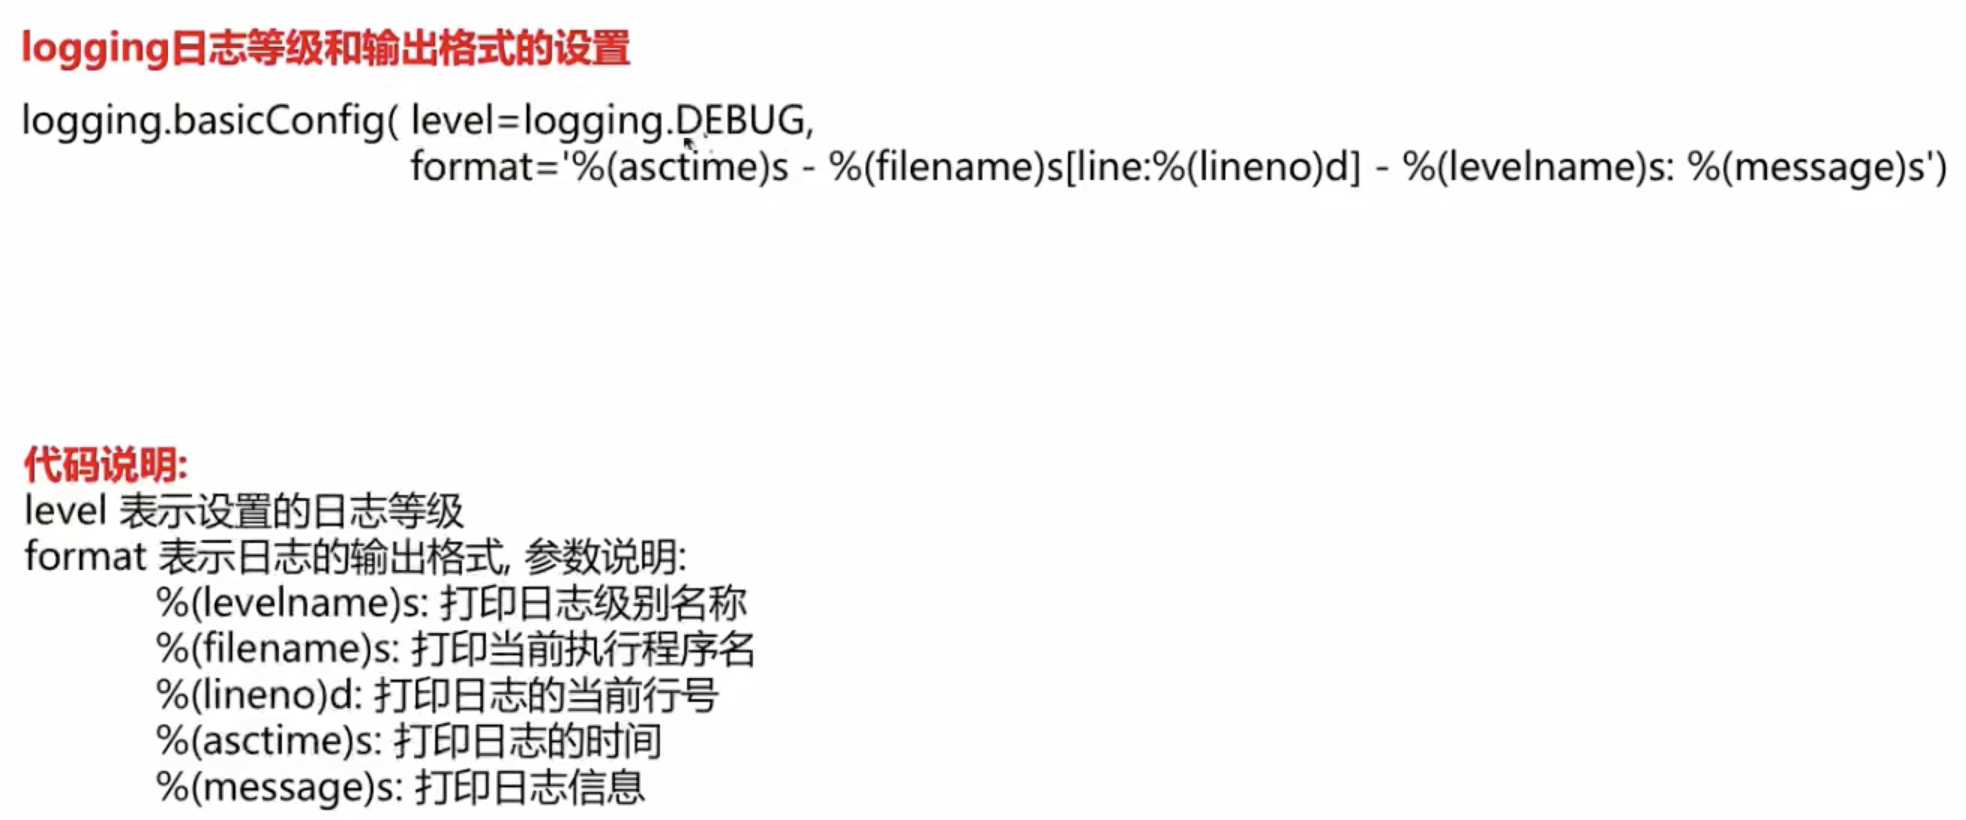 logging日志等级和输出格式的设置
logging.basicConfig( level=logging.DEBUG,
format='%(asctime)s - %(filename)s[line:%(lineno)d] - %(levelname)s: %(message)s')
代码说明:
level 表示设置的日志等级
format 表示日志的输出格式, 参数说明:
%(levelname)s: 打印日志级别名称
%(filename)s: 打印当前执行程序名
%(lineno)d: 打印日志的当前行号
%(asctime)s: 打印日志的时间
%(message)s: 打印日志信息